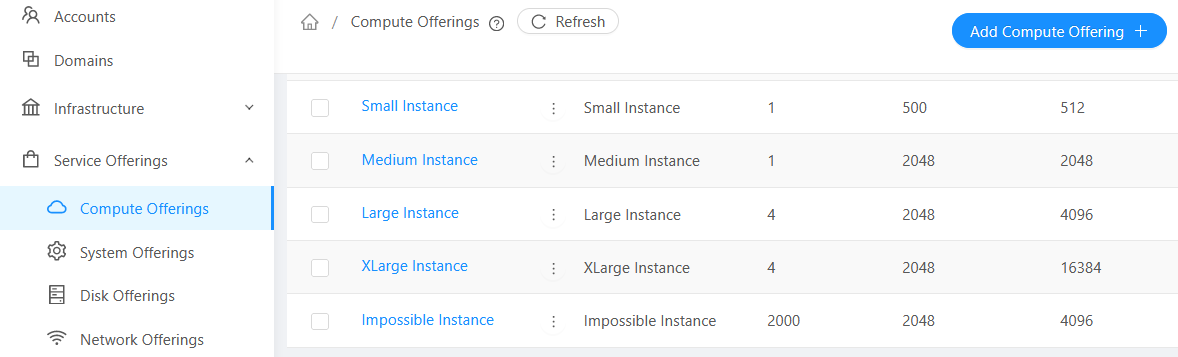 Accounts
Domains
Infrastructure
Service Offerings
Compute Offerings
System Offerings
Disk Offerings
Network Offerings
/ Compute Offerings ? Refresh
Add Compute Offering +
Small Instance Small Instance 1 500 512
Medium Instance Medium Instance 1 2048 2048
Large Instance Large Instance 4 2048 4096
XLarge Instance XLarge Instance 4 2048 16384
Impossible Instance Impossible Instance 2000 2048 4096